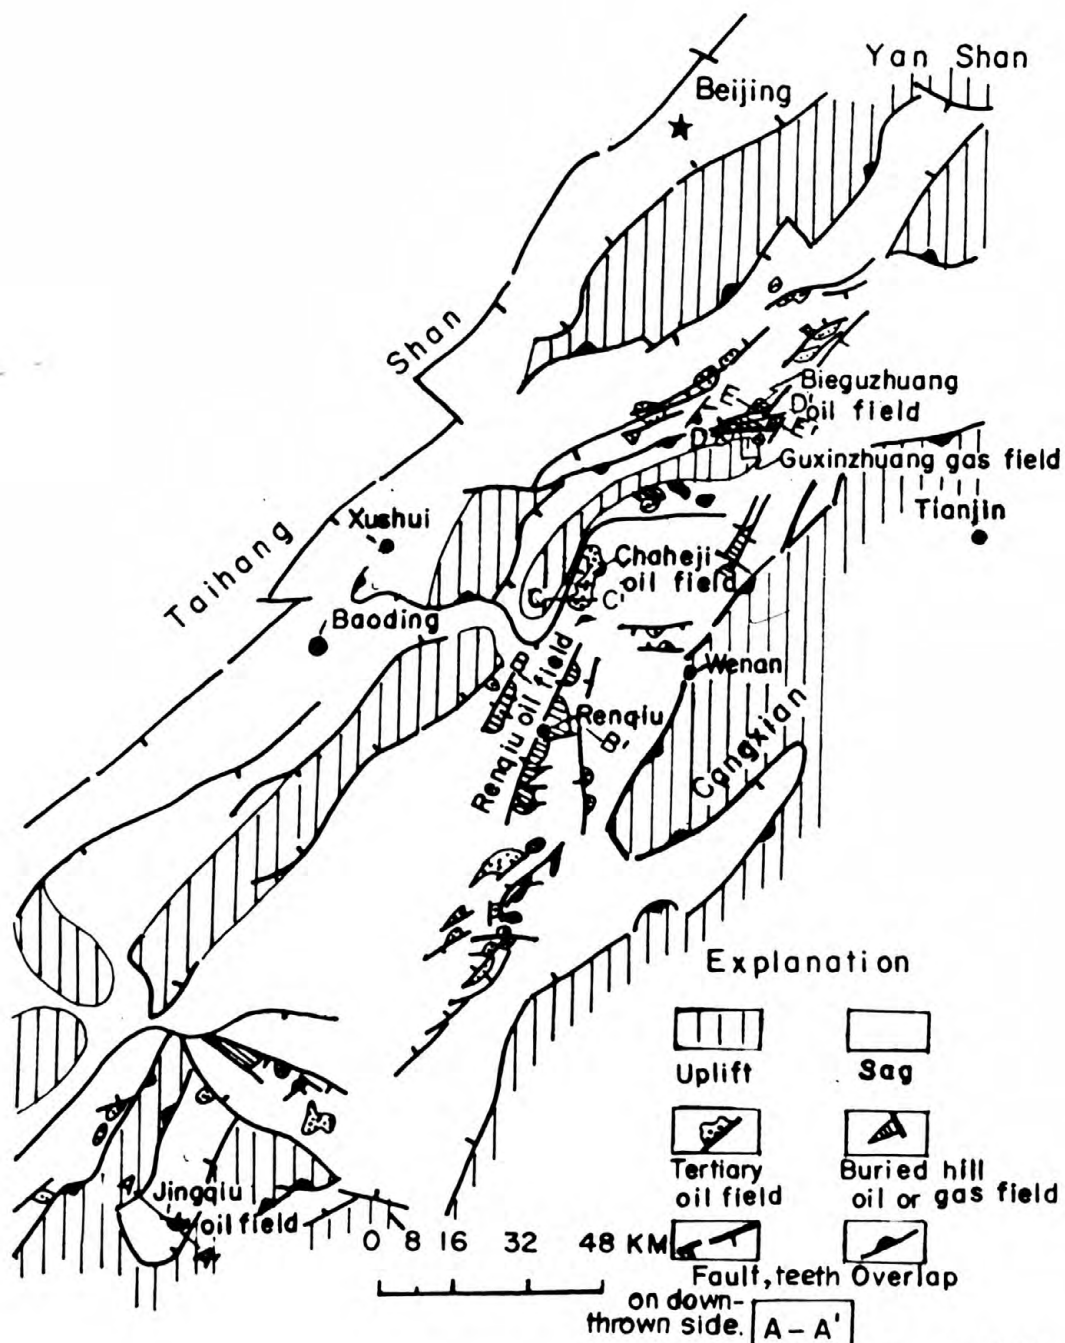 Yan Shan
Beijing
Shan
Taihang
Bieguzhuang
oil field
E
D'
D
E'
Guxinzhuang gas field
Tianjin
Xushui
Chaheji
oil field
C
C'
Baoding
Wenan
B
Renqiu oil field
Renqiu
B'
Cangxian
Jingqiu
oil field
A
Explanation
Uplift
Sag
Tertiary
oil field
Buried hill
oil or gas field
Fault, teeth
on down-
thrown side.
Overlap
0 8 16 32 48 KM
A - A'